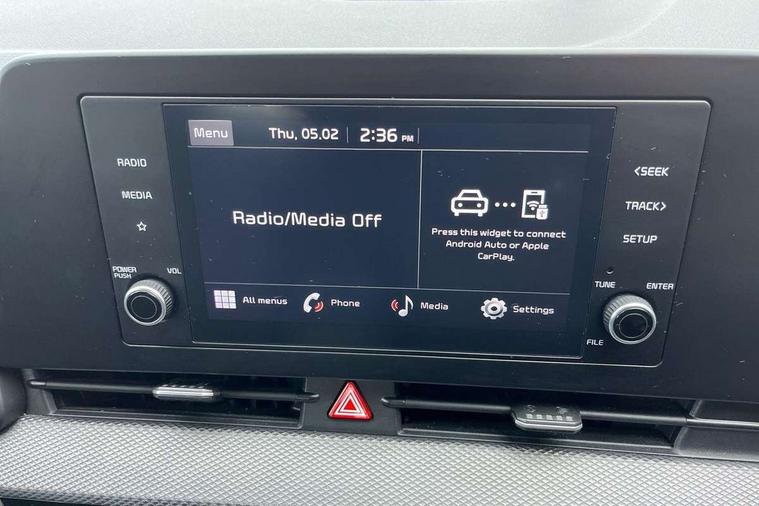 Menu
Thu, 05.02
2:36 PM
RADIO
MEDIA
POWER
PUSH
VOL
Radio/Media Off
Press this widget to connect
Android Auto or Apple
CarPlay.
All menus
Phone
Media
Settings
<SEEK
TRACK>
SETUP
TUNE
ENTER
FILE